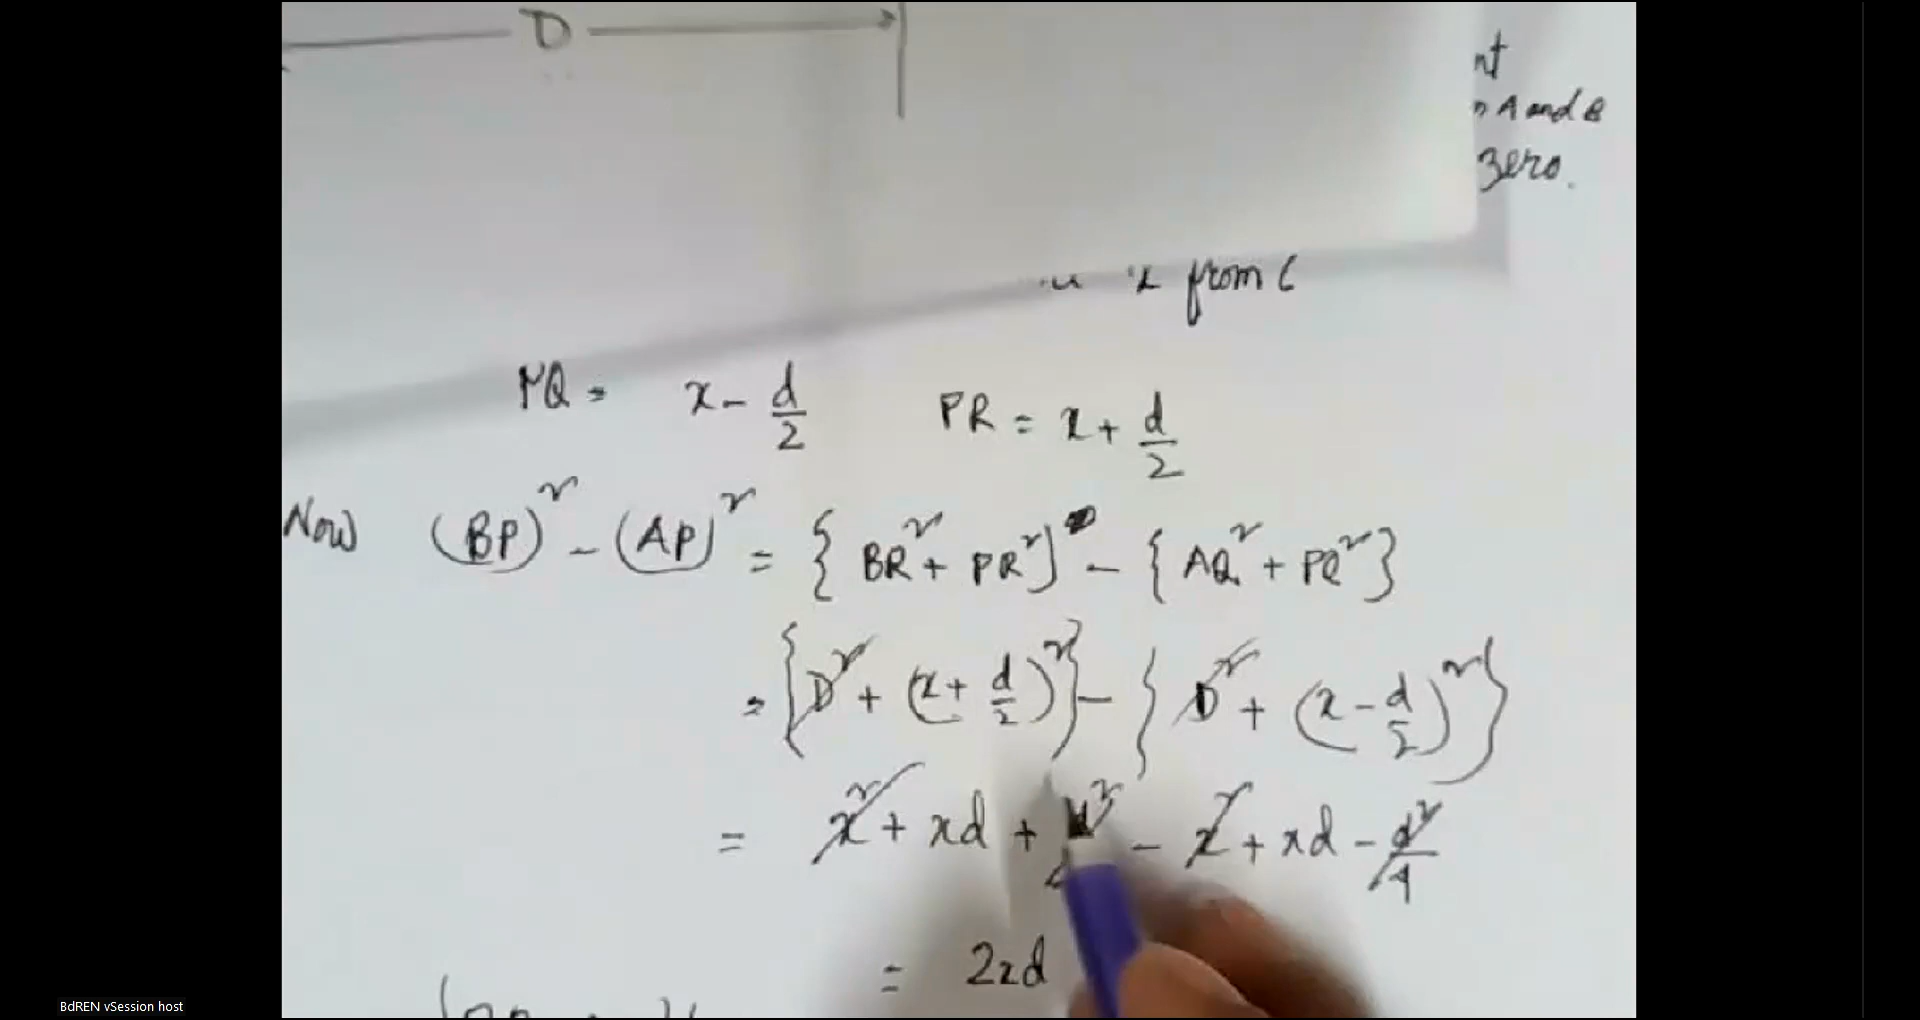 D
nt
A and B
zero.
x from C
PQ = x - d/2 PR = x + d/2
Now (BP)² - (AP)² = { BR² + PR² } - { AQ² + PQ² }
= { D² + (x + d/2)² } - { D² + (x - d/2)² }
= x² + xd + d² - x² + xd - d²/4
= 2xd
BdREN vSession host